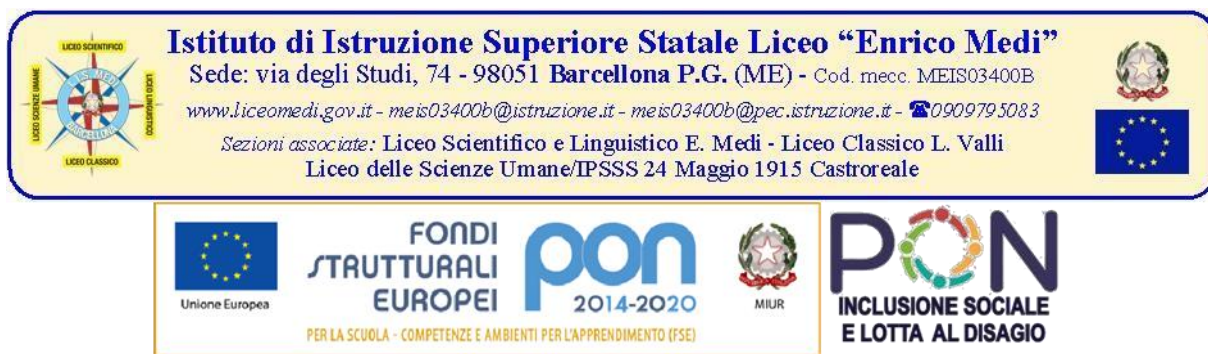 Istituto di Istruzione Superiore Statale Liceo “Enrico Medi”
Sede: via degli Studi, 74 - 98051 Barcellona P.G. (ME) - Cod. mecc. MEIS03400B
www.liceomedi.gov.it - meis03400b@istruzione.it - meis03400b@pec.istruzione.it - ☎0909795083
Sezioni associate: Liceo Scientifico e Linguistico E. Medi - Liceo Classico L. Valli
Liceo delle Scienze Umane/IPSSS 24 Maggio 1915 Castroreale
LICEO SCIENTIFICO
LICEO SCIENZE UMANE
LICEO LINGUISTICO
I.S. MEDI
BARCELLONA
LICEO CLASSICO
Unione Europea
FONDI
STRUTTURALI
EUROPEI
pon
2014-2020
MIUR
PER LA SCUOLA - COMPETENZE E AMBIENTI PER L'APPRENDIMENTO (FSE)
PON
INCLUSIONE SOCIALE
E LOTTA AL DISAGIO